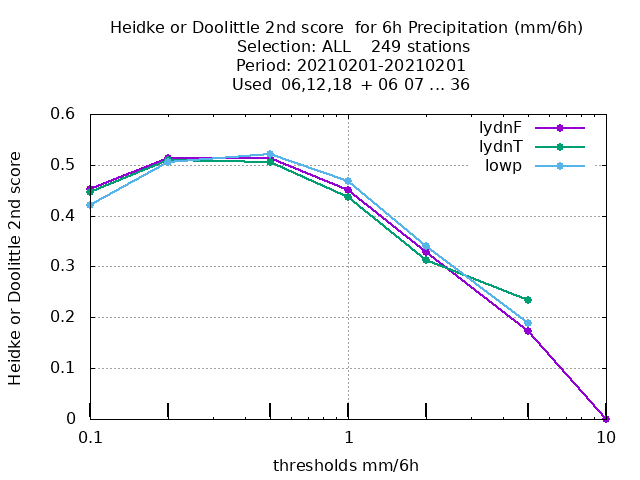 Heidke or Doolittle 2nd score  for 6h Precipitation (mm/6h)
Selection: ALL    249 stations
Period: 20210201-20210201
Used  06,12,18  + 06 07 ... 36
lydnF
lydnT
lowp
0.6
0.5
0.4
0.3
0.2
0.1
0
Heidke or Doolittle 2nd score
0.1
1
10
thresholds mm/6h